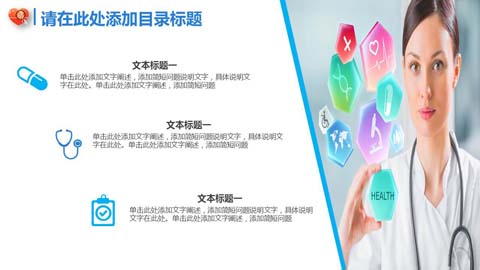 请在此处添加目录标题
文本标题一
单击此处添加文字阐述，添加简短问题说明文字，具体说明文
字在此处。单击此处添加文字阐述，添加简短问题
文本标题一
单击此处添加文字阐述，添加简短问题说明文字，具体说明文
字在此处。单击此处添加文字阐述，添加简短问题
文本标题一
单击此处添加文字阐述，添加简短问题说明文字，具体说明
文字在此处。单击此处添加文字阐述，添加简短问题
HEALTH